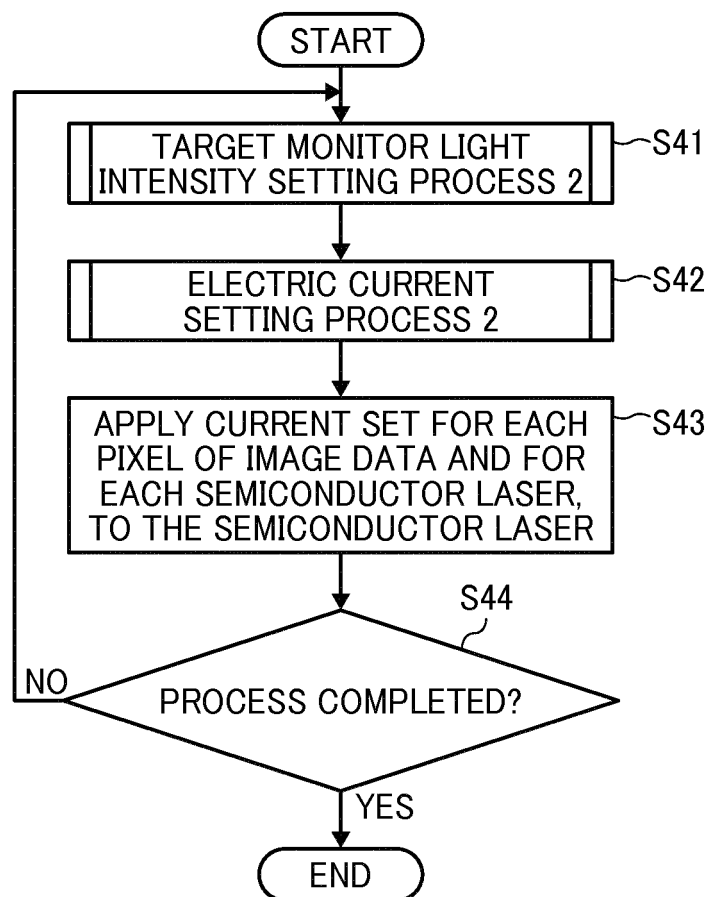 START
TARGET MONITOR LIGHT
INTENSITY SETTING PROCESS 2
S41
ELECTRIC CURRENT
SETTING PROCESS 2
S42
APPLY CURRENT SET FOR EACH
PIXEL OF IMAGE DATA AND FOR
EACH SEMICONDUCTOR LASER,
TO THE SEMICONDUCTOR LASER
S43
S44
PROCESS COMPLETED?
NO
YES
END